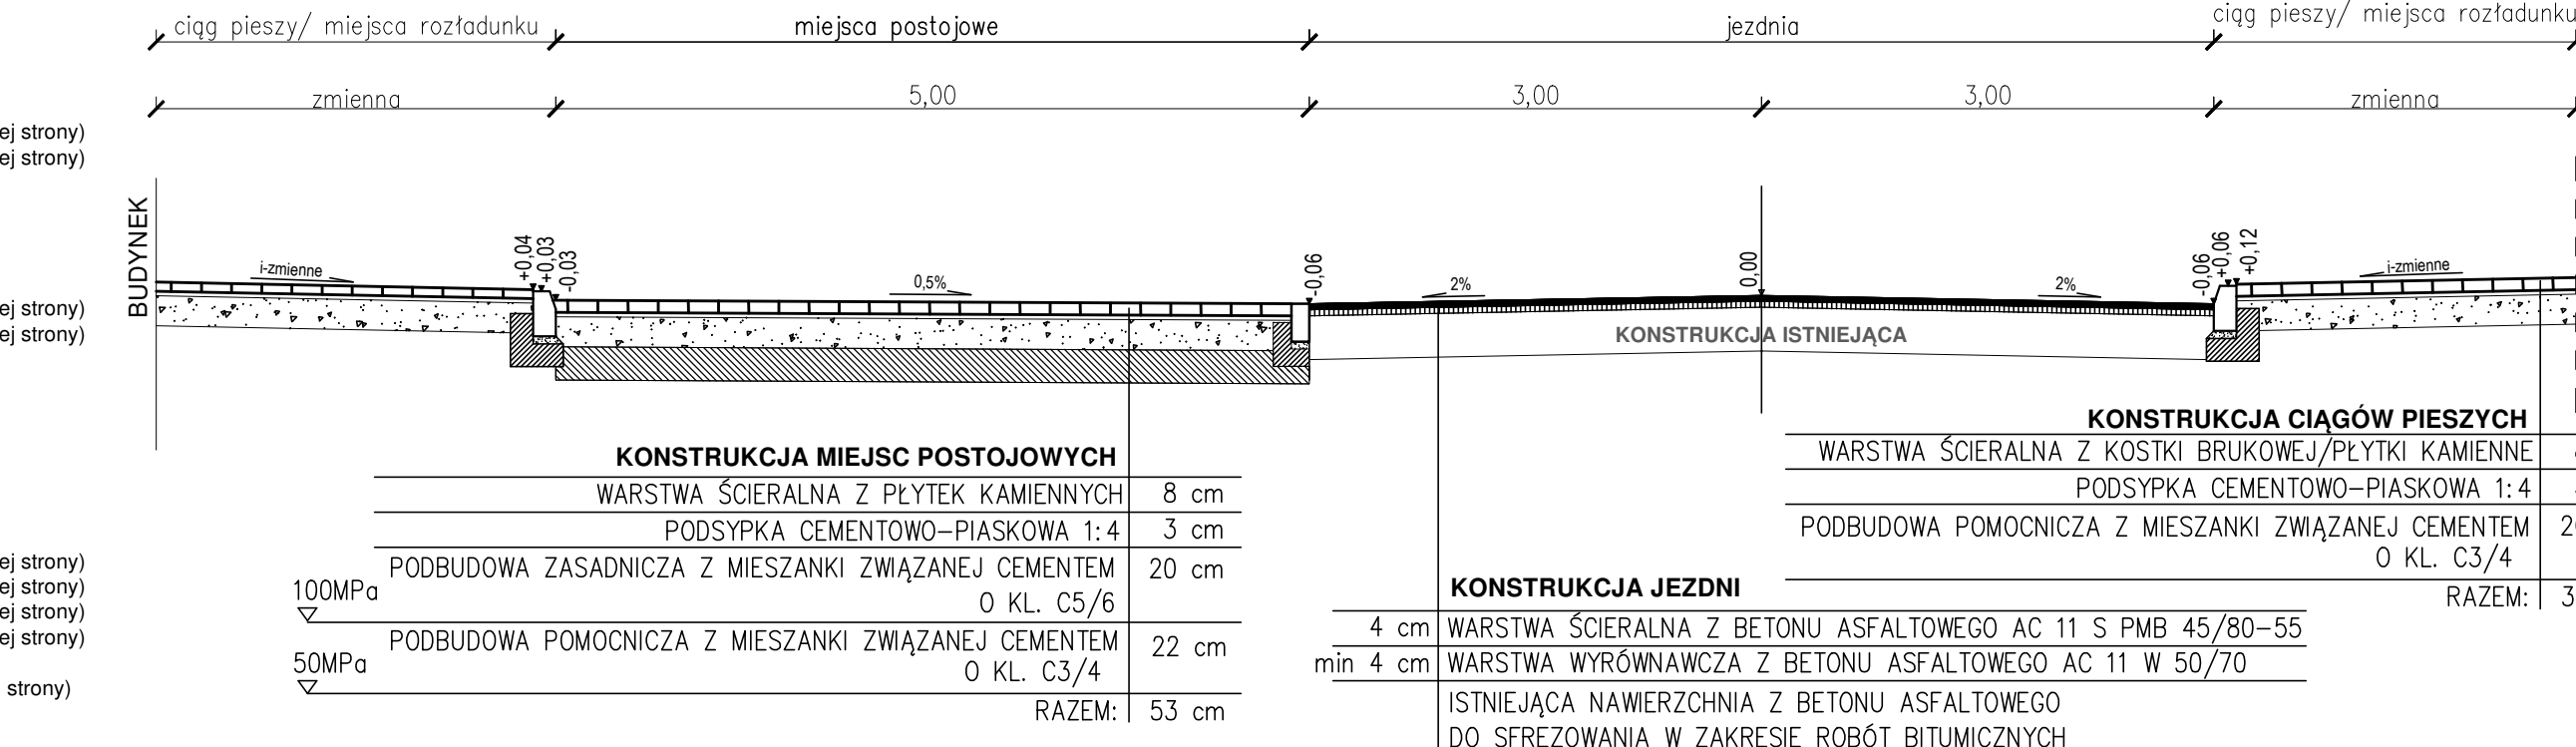 ciąg pieszy/ miejsca rozładunku
miejsca postojowe
jezdnia
ciąg pieszy/ miejsca rozładunku
zmienna
5,00
3,00
3,00
zmienna
ej strony)
ej strony)
BUDYNEK
+0,04
+0,03
-0,03
-0,06
0,00
-0,06
+0,06
+0,12
i-zmienne
0,5%
2%
2%
i-zmienne
ej strony)
ej strony)
KONSTRUKCJA ISTNIEJĄCA
KONSTRUKCJA MIEJSC POSTOJOWYCH
WARSTWA ŚCIERALNA Z PŁYTEK KAMIENNYCH 8 cm
PODSYPKA CEMENTOWO-PIASKOWA 1:4 3 cm
PODBUDOWA ZASADNICZA Z MIESZANKI ZWIĄZANEJ CEMENTEM 20 cm
O KL. C5/6
100MPa
PODBUDOWA POMOCNICZA Z MIESZANKI ZWIĄZANEJ CEMENTEM 22 cm
O KL. C3/4
50MPa
RAZEM: 53 cm
KONSTRUKCJA CIĄGÓW PIESZYCH
WARSTWA ŚCIERALNA Z KOSTKI BRUKOWEJ/PŁYTKI KAMIENNE
PODSYPKA CEMENTOWO-PIASKOWA 1:4
PODBUDOWA POMOCNICZA Z MIESZANKI ZWIĄZANEJ CEMENTEM 2
O KL. C3/4
RAZEM: 3
KONSTRUKCJA JEZDNI
4 cm WARSTWA ŚCIERALNA Z BETONU ASFALTOWEGO AC 11 S PMB 45/80-55
min 4 cm WARSTWA WYRÓWNAWCZA Z BETONU ASFALTOWEGO AC 11 W 50/70
ISTNIEJĄCA NAWIERZCHNIA Z BETONU ASFALTOWEGO
DO SFREZOWANIA W ZAKRESIE ROBÓT BITUMICZNYCH
ej strony)
ej strony)
ej strony)
ej strony)
strony)